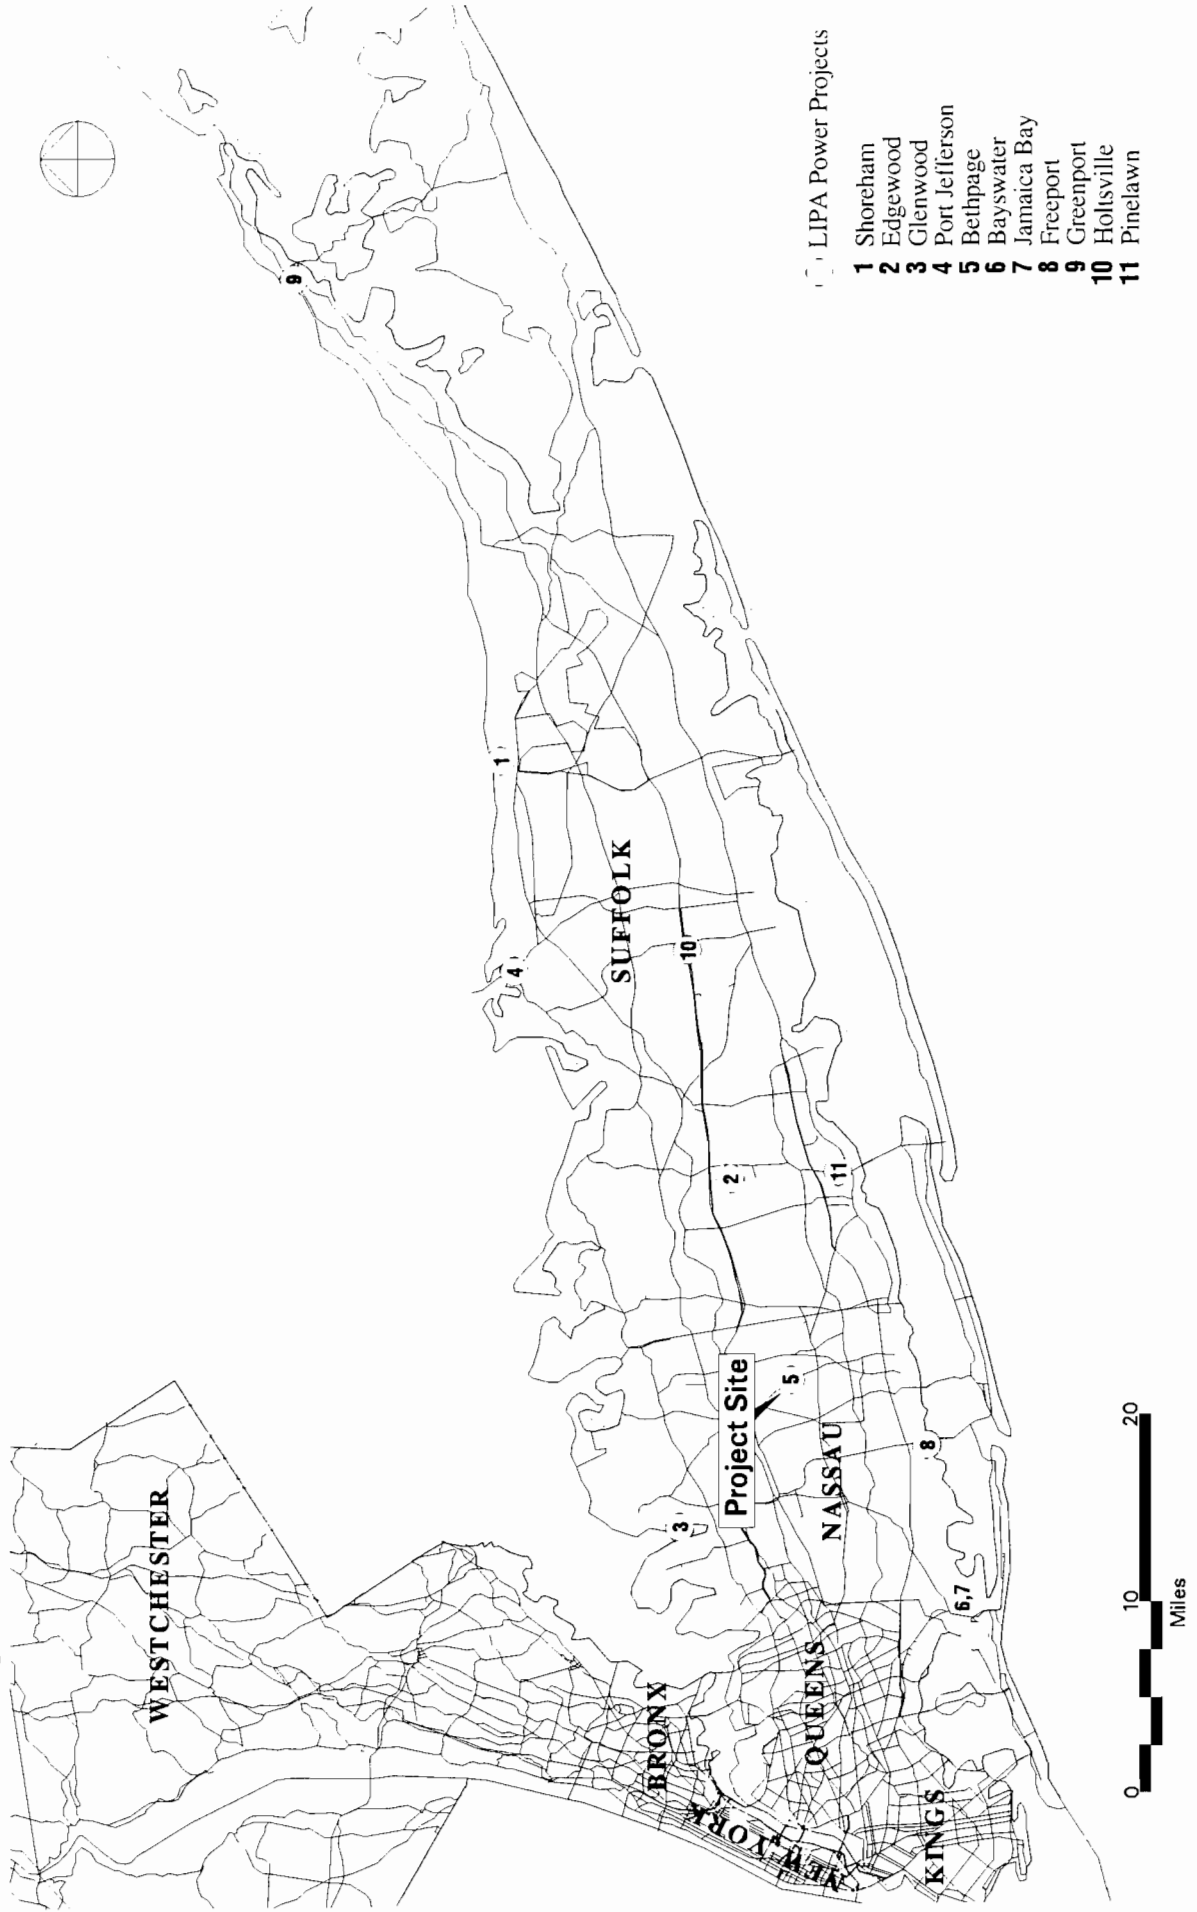 WESTCHESTER
BRONX
NEW YORK
QUEENS
KINGS
NASSAU
SUFFOLK
Project Site
1
2
3
4
5
6,7
8
9
10
11
LIPA Power Projects
1 Shoreham
2 Edgewood
3 Glenwood
4 Port Jefferson
5 Bethpage
6 Bayswater
7 Jamaica Bay
8 Freeport
9 Greenport
10 Holtsville
11 Pinelawn
0 10 20
Miles